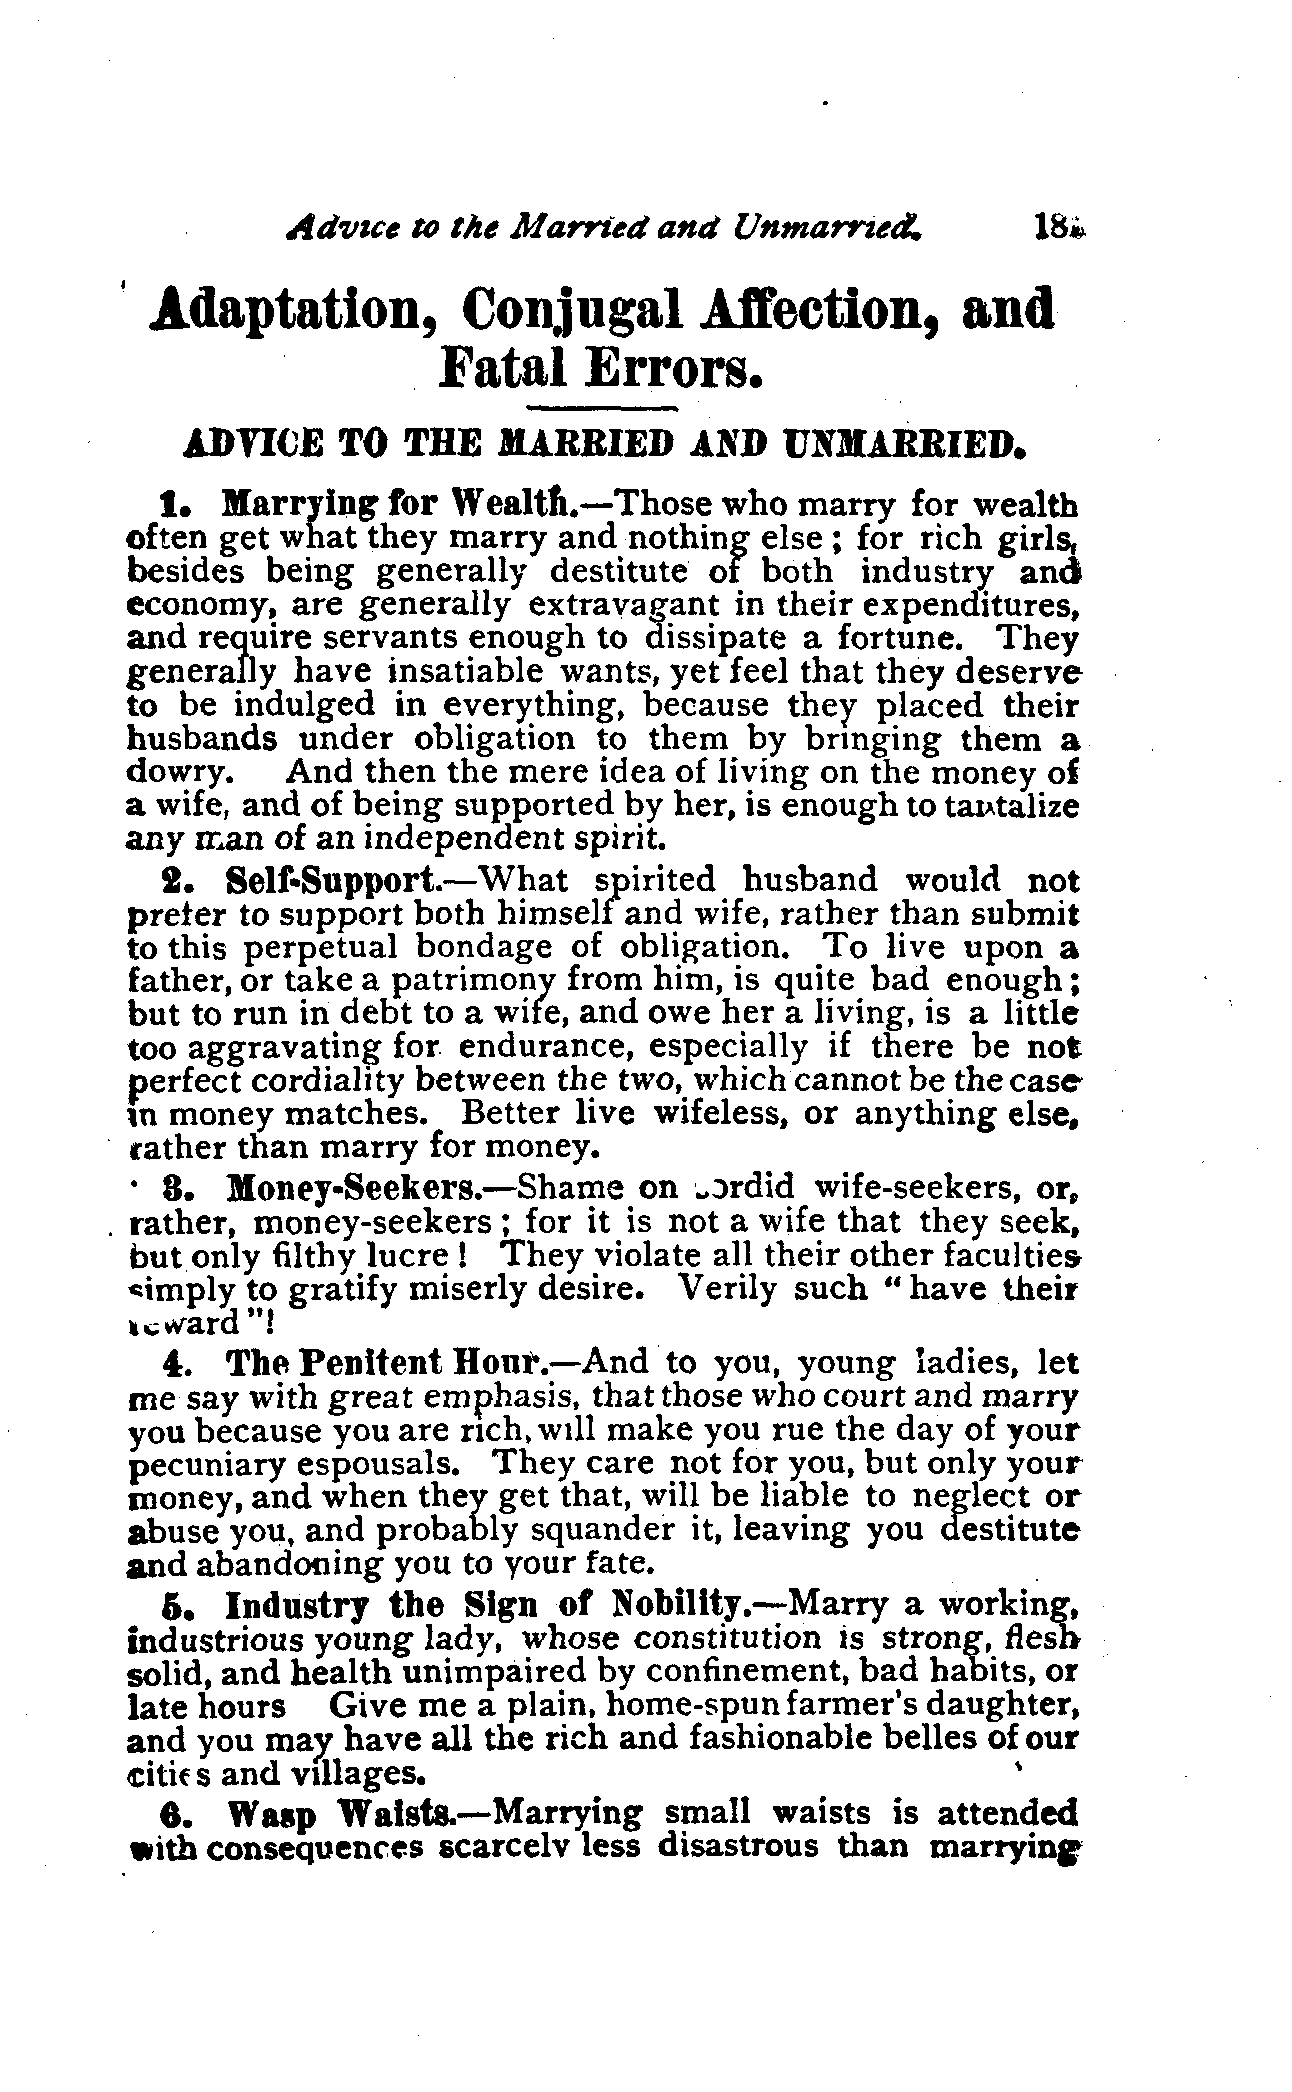 Advice to the Married and Unmarried.
Adaptation, Conjugal Affection, and
Fatal Errors.
ADVICE TO THE MARRIED AND UNMARRIED.
1. Marrying for Wealth.—Those who marry for wealth
often get what they marry and nothing else; for rich girls,
besides being generally destitute of both industry and
economy, are generally extravagant in their expenditures,
and require servants enough to dissipate a fortune. They
generally have insatiable wants, yet feel that they deserve
to be indulged in everything, because they placed their
husbands under obligation to them by bringing them a
dowry. And then the mere idea of living on the money of
a wife, and of being supported by her, is enough to tantalize
any man of an independent spirit.
2. Self-Support.—What spirited husband would not
prefer to support both himself and wife, rather than submit
to this perpetual bondage of obligation. To live upon a
father, or take a patrimony from him, is quite bad enough;
but to run in debt to a wife, and owe her a living, is a little
too aggravating for endurance, especially if there be not
perfect cordiality between the two, which cannot be the case
in money matches. Better live wifeless, or anything else,
rather than marry for money.
3. Money-Seekers.—Shame on sordid wife-seekers, or,
rather, money-seekers; for it is not a wife that they seek,
but only filthy lucre! They violate all their other faculties
simply to gratify miserly desire. Verily such "have their
reward"!
4. The Penitent Hour.—And to you, young ladies, let
me say with great emphasis, that those who court and marry
you because you are rich, will make you rue the day of your
pecuniary espousals. They care not for you, but only your
money, and when they get that, will be liable to neglect or
abuse you, and probably squander it, leaving you destitute
and abandoning you to your fate.
5. Industry the Sign of Nobility.—Marry a working,
industrious young lady, whose constitution is strong, flesh
solid, and health unimpaired by confinement, bad habits, or
late hours Give me a plain, home-spun farmer's daughter,
and you may have all the rich and fashionable belles of our
cities and villages.
6. Wasp Waists.—Marrying small waists is attended
with consequences scarcely less disastrous than marrying